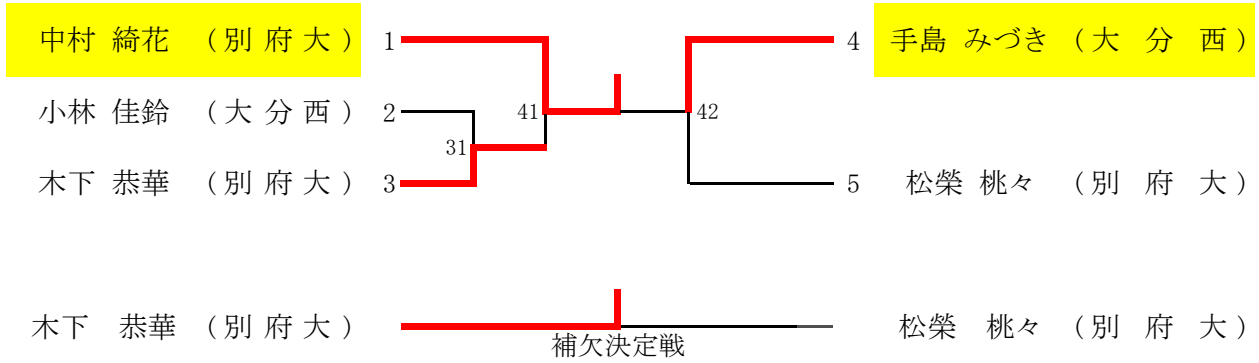 中村 綺花 (別府大) 1 4 手島 みづき (大分西)
小林 佳鈴 (大分西) 2 41 42
31
木下 恭華 (別府大) 3 5 松榮 桃々 (別府大)
木下 恭華 (別府大) 松榮 桃々 (別府大)
補欠決定戦